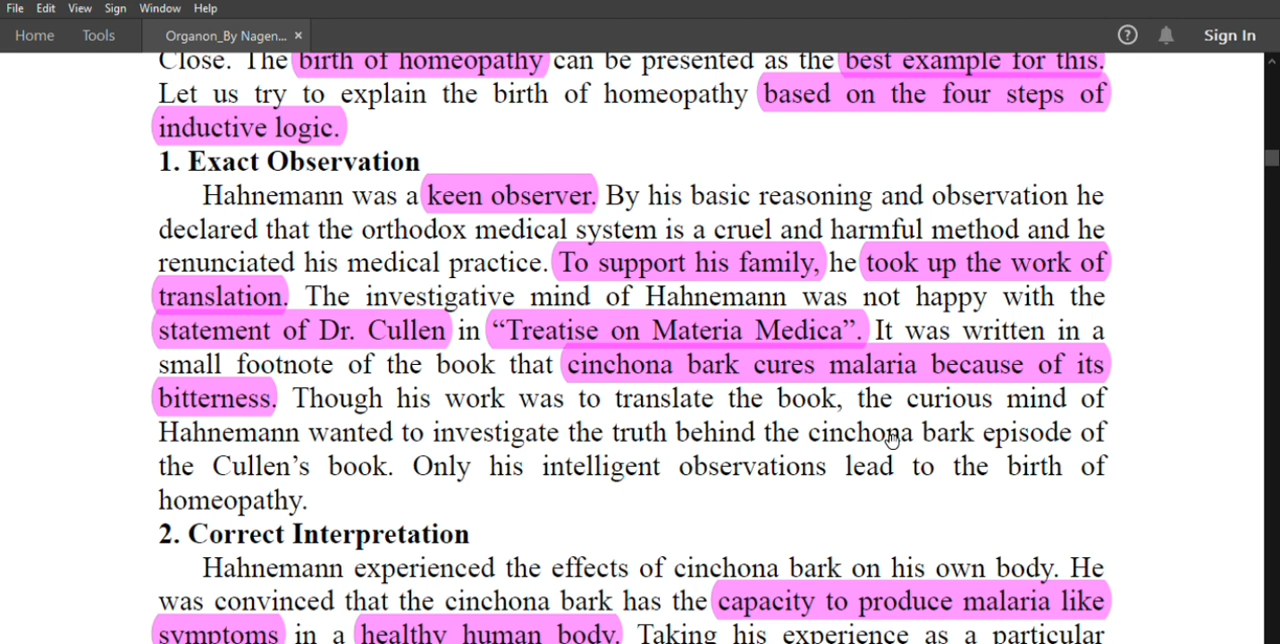 File Edit View Sign Window Help
Home Tools Organon_By Nagen... × Sign In
Close. The birth of homeopathy can be presented as the best example for this.
Let us try to explain the birth of homeopathy based on the four steps of
inductive logic.
1. Exact Observation
Hahnemann was a keen observer. By his basic reasoning and observation he
declared that the orthodox medical system is a cruel and harmful method and he
renunciated his medical practice. To support his family, he took up the work of
translation. The investigative mind of Hahnemann was not happy with the
statement of Dr. Cullen in “Treatise on Materia Medica”. It was written in a
small footnote of the book that cinchona bark cures malaria because of its
bitterness. Though his work was to translate the book, the curious mind of
Hahnemann wanted to investigate the truth behind the cinchona bark episode of
the Cullen’s book. Only his intelligent observations lead to the birth of
homeopathy.
2. Correct Interpretation
Hahnemann experienced the effects of cinchona bark on his own body. He
was convinced that the cinchona bark has the capacity to produce malaria like
symptoms in a healthy human body. Taking his experience as a particular